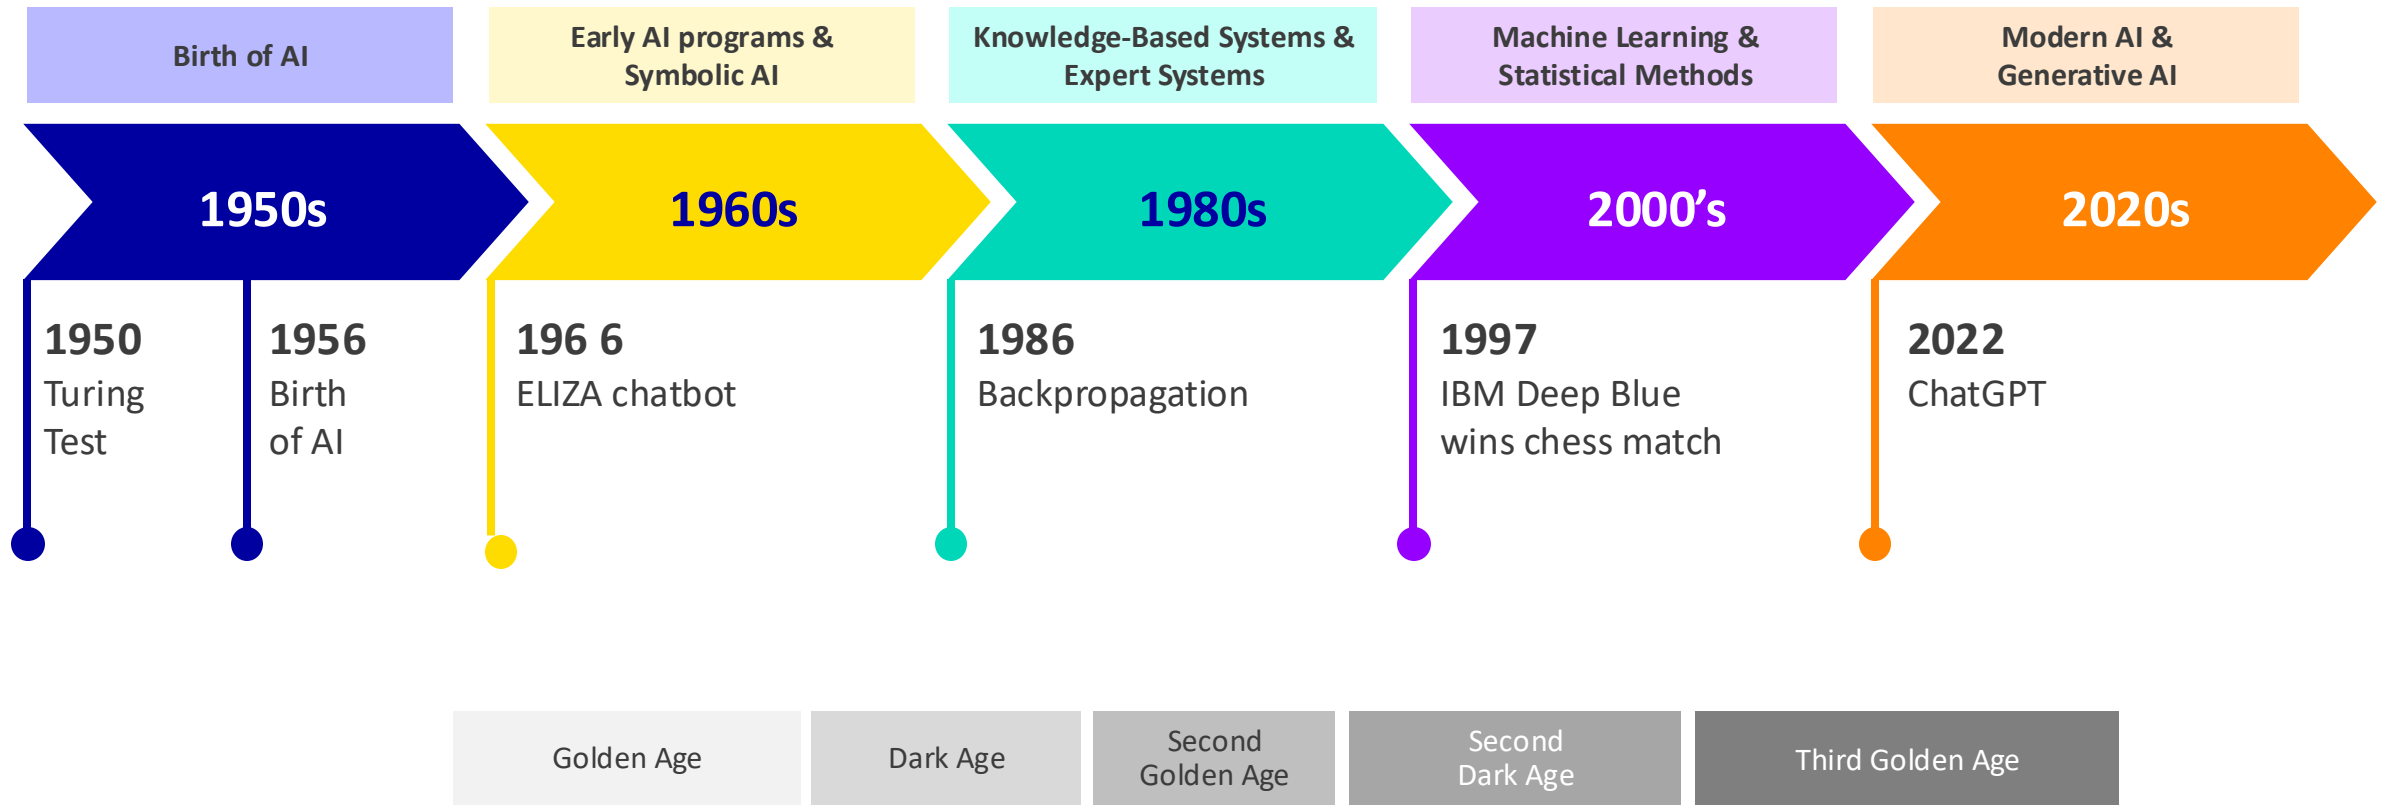 Birth of AI
Early AI programs &
Symbolic AI
Knowledge-Based Systems &
Expert Systems
Machine Learning &
Statistical Methods
Modern AI &
Generative AI
1950s
1960s
1980s
2000’s
2020s
1950
Turing
Test
1956
Birth
of AI
196 6
ELIZA chatbot
1986
Backpropagation
1997
IBM Deep Blue
wins chess match
2022
ChatGPT
Golden Age
Dark Age
Second
Golden Age
Second
Dark Age
Third Golden Age